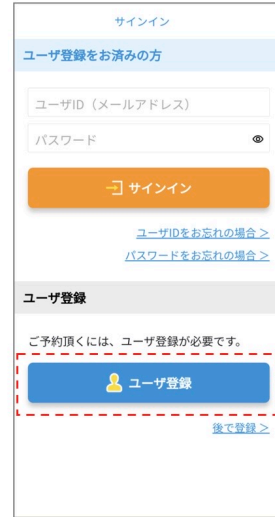 サインイン
ユーザ登録をお済みの方
ユーザID（メールアドレス）
パスワード
サインイン
ユーザIDをお忘れの場合＞
パスワードをお忘れの場合＞
ユーザ登録
ご予約頂くには、ユーザ登録が必要です。
ユーザ登録
後で登録＞